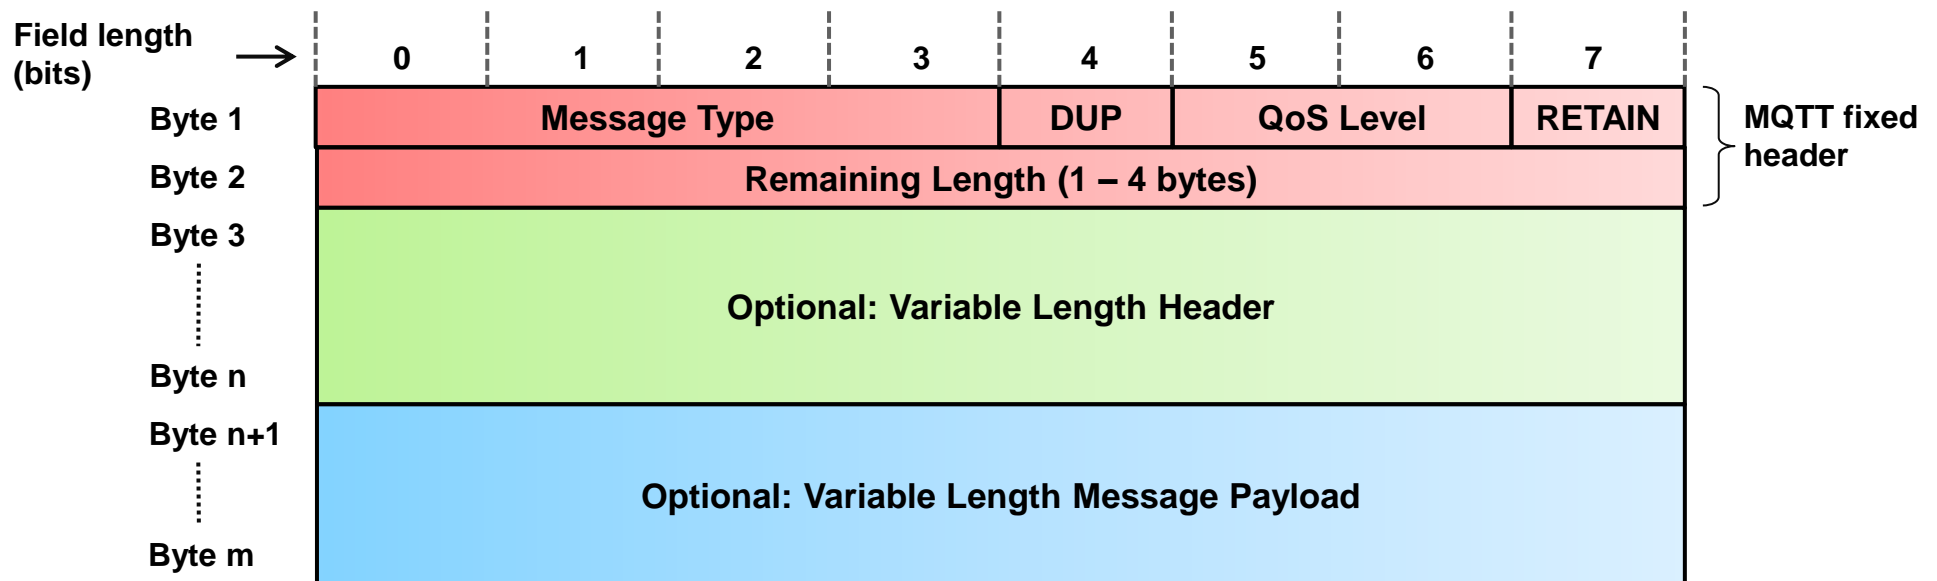 Field length
(bits)
0 1 2 3 4 5 6 7
Byte 1
Message Type DUP QoS Level RETAIN
MQTT fixed
header
Byte 2
Remaining Length (1 – 4 bytes)
Byte 3
Optional: Variable Length Header
Byte n
Byte n+1
Optional: Variable Length Message Payload
Byte m